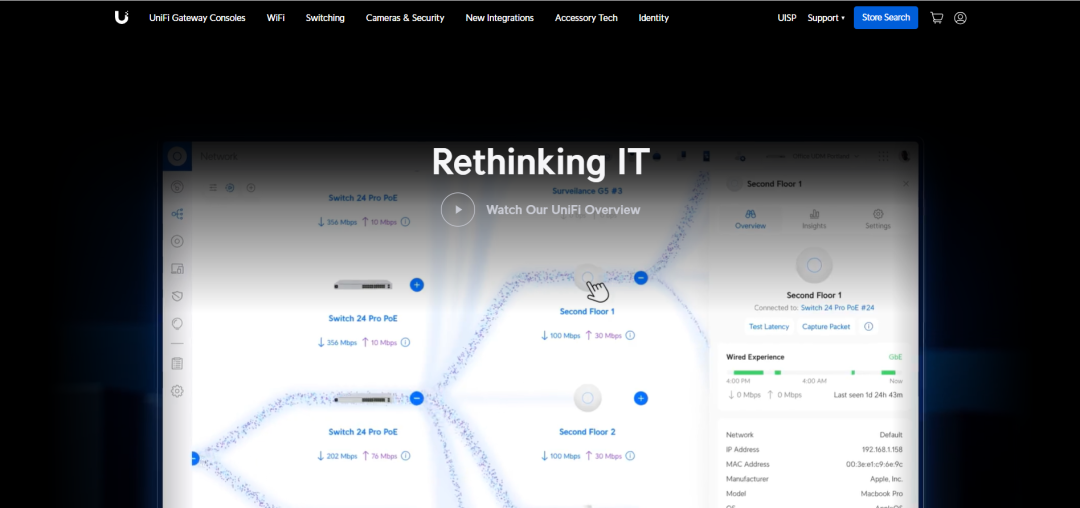 UniFi Gateway Consoles WiFi Switching Cameras & Security New Integrations Accessory Tech Identity UISP Support Store Search
Network
Rethinking IT
Watch Our UniFi Overview
Surveilance G5 #3
Switch 24 Pro PoE
356 Mbps 10 Mbps
Switch 24 Pro PoE
356 Mbps 10 Mbps
Second Floor 1
100 Mbps 30 Mbps
Switch 24 Pro PoE
202 Mbps 76 Mbps
Second Floor 2
100 Mbps 30 Mbps
Second Floor 1
Overview Insights Settings
Second Floor 1
Connected to: Switch 24 Pro PoE #24
Test Latency Capture Packet
Wired Experience GbE
4:00 PM 4:00 AM Now
0 Mbps 0 Mbps Last seen 1d 24h 43m
Network Default
IP Address 192.168.1.158
MAC Address 00:3e:e1:c9:6e:9c
Manufacturer Apple, Inc.
Model Macbook Pro